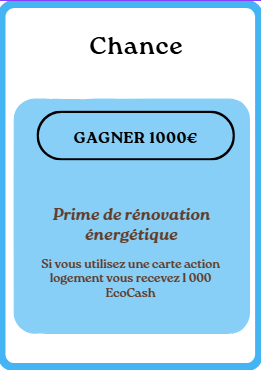 Chance
GAGNER 1000€
Prime de rénovation
énergétique
Si vous utilisez une carte action
logement vous recevez 1 000
EcoCash